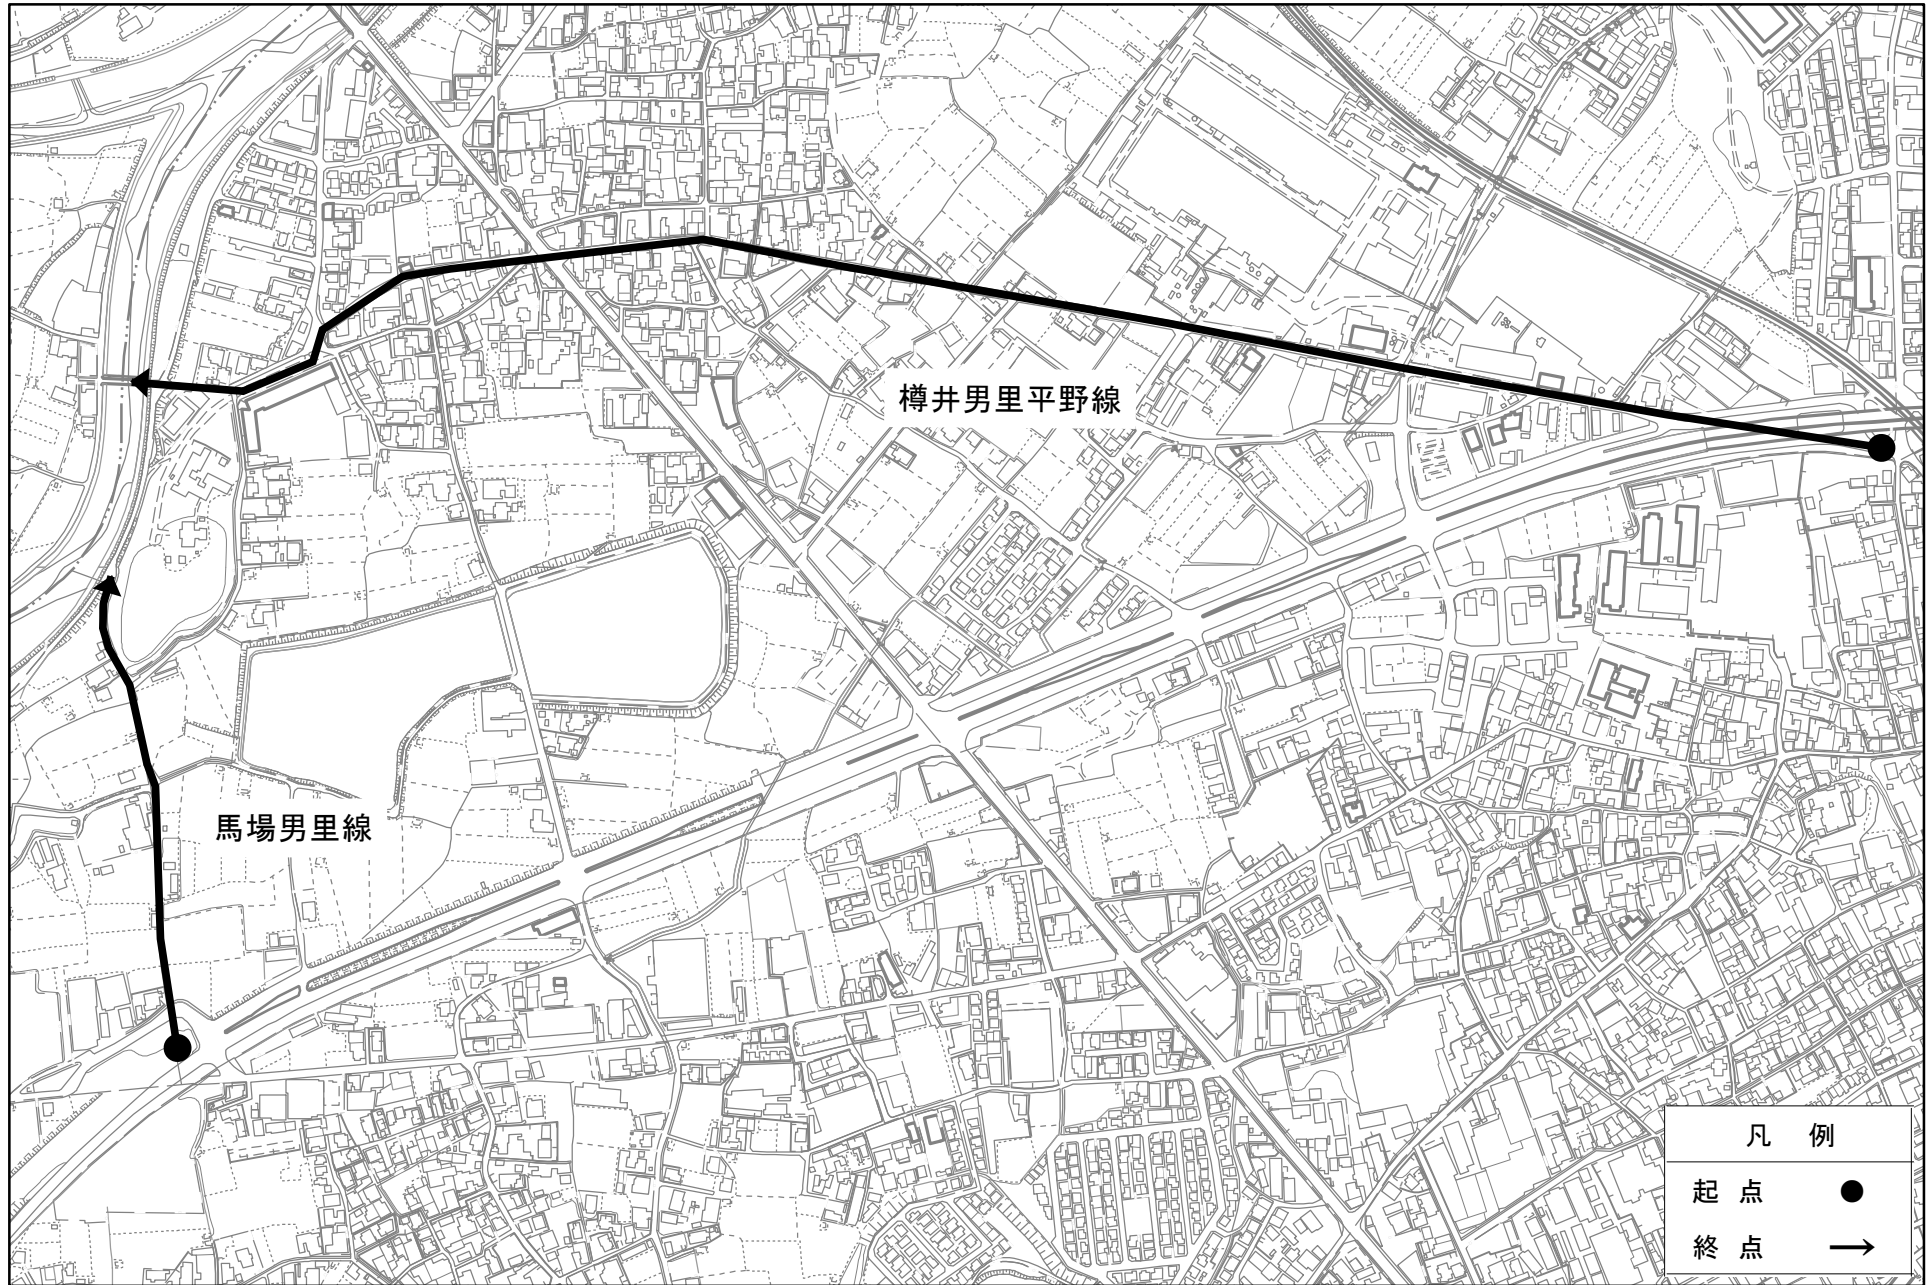 樽井男里平野線
馬場男里線
凡 例
起 点
終 点